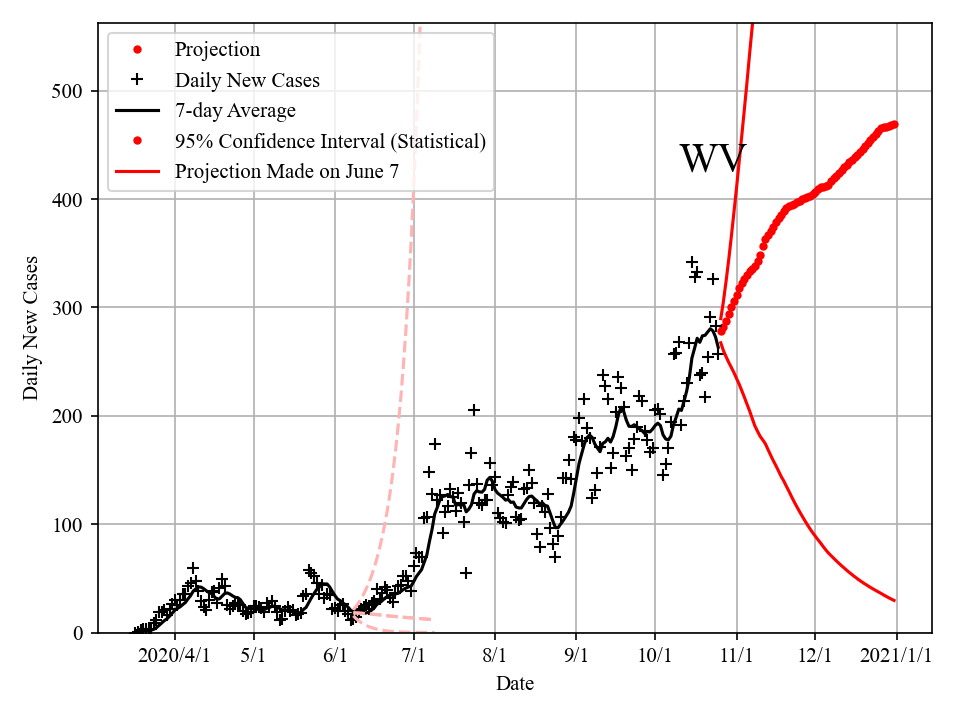 Projection
Daily New Cases
7-day Average
95% Confidence Interval (Statistical)
Projection Made on June 7
WV
500
400
300
200
100
0
Daily New Cases
2020/4/1 5/1 6/1 7/1 8/1 9/1 10/1 11/1 12/1 2021/1/1
Date